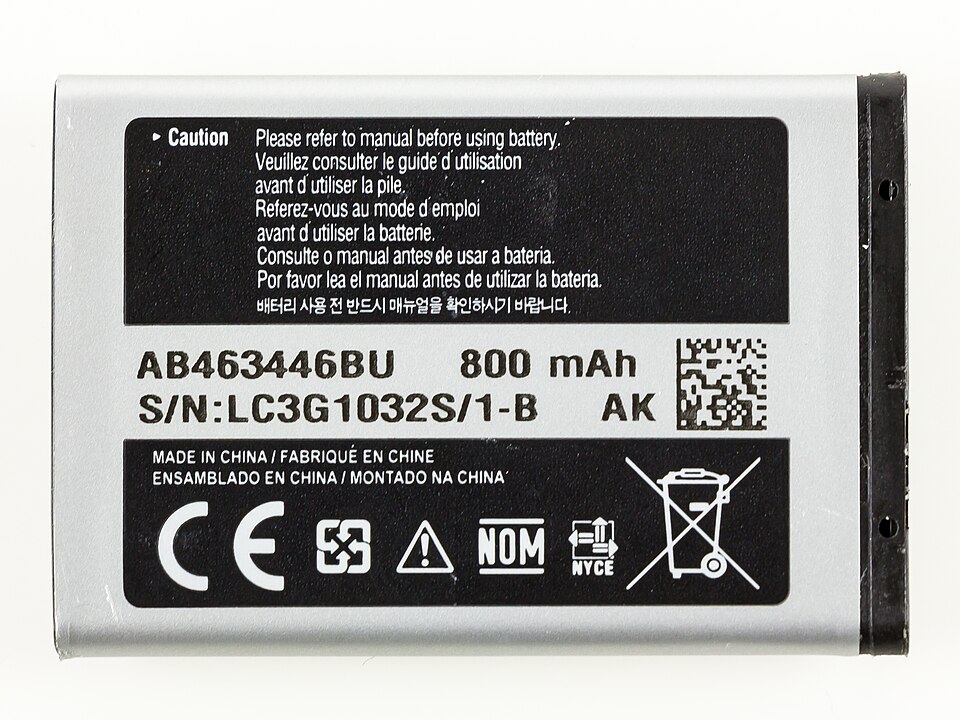 ▸ Caution Please refer to manual before using battery.
Veuillez consulter le guide d'utilisation
avant d'utiliser la pile.
Referez-vous au mode d'emploi
avant d'utiliser la batterie.
Consulte o manual antes de usar a bateria.
Por favor lea el manual antes de utilizar la bateria.
배터리 사용 전 반드시 매뉴얼을 확인하시기 바랍니다.
AB463446BU 800 mAh
S/N:LC3G1032S/1-B AK
MADE IN CHINA / FABRIQUÉ EN CHINE
ENSAMBLADO EN CHINA / MONTADO NA CHINA
CE NOM NYCE